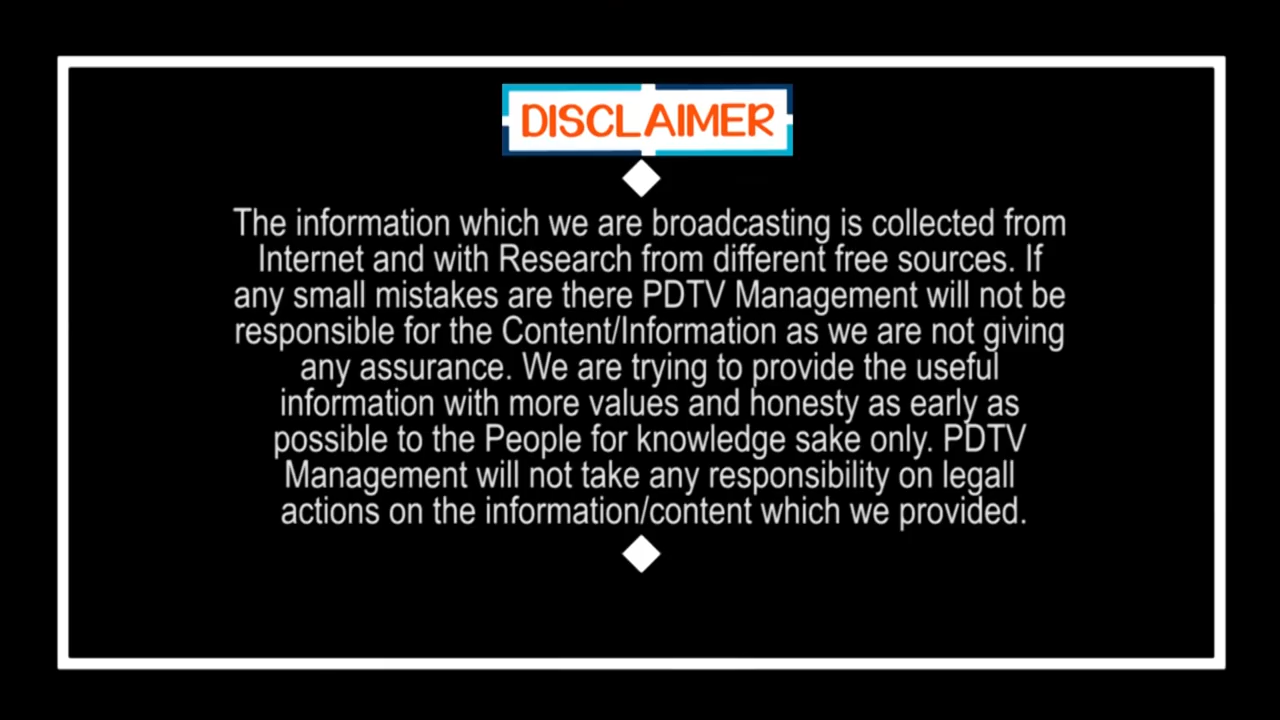 DISCLAIMER
The information which we are broadcasting is collected from
Internet and with Research from different free sources. If
any small mistakes are there PDTV Management will not be
responsible for the Content/Information as we are not giving
any assurance. We are trying to provide the useful
information with more values and honesty as early as
possible to the People for knowledge sake only. PDTV
Management will not take any responsibility on legall
actions on the information/content which we provided.